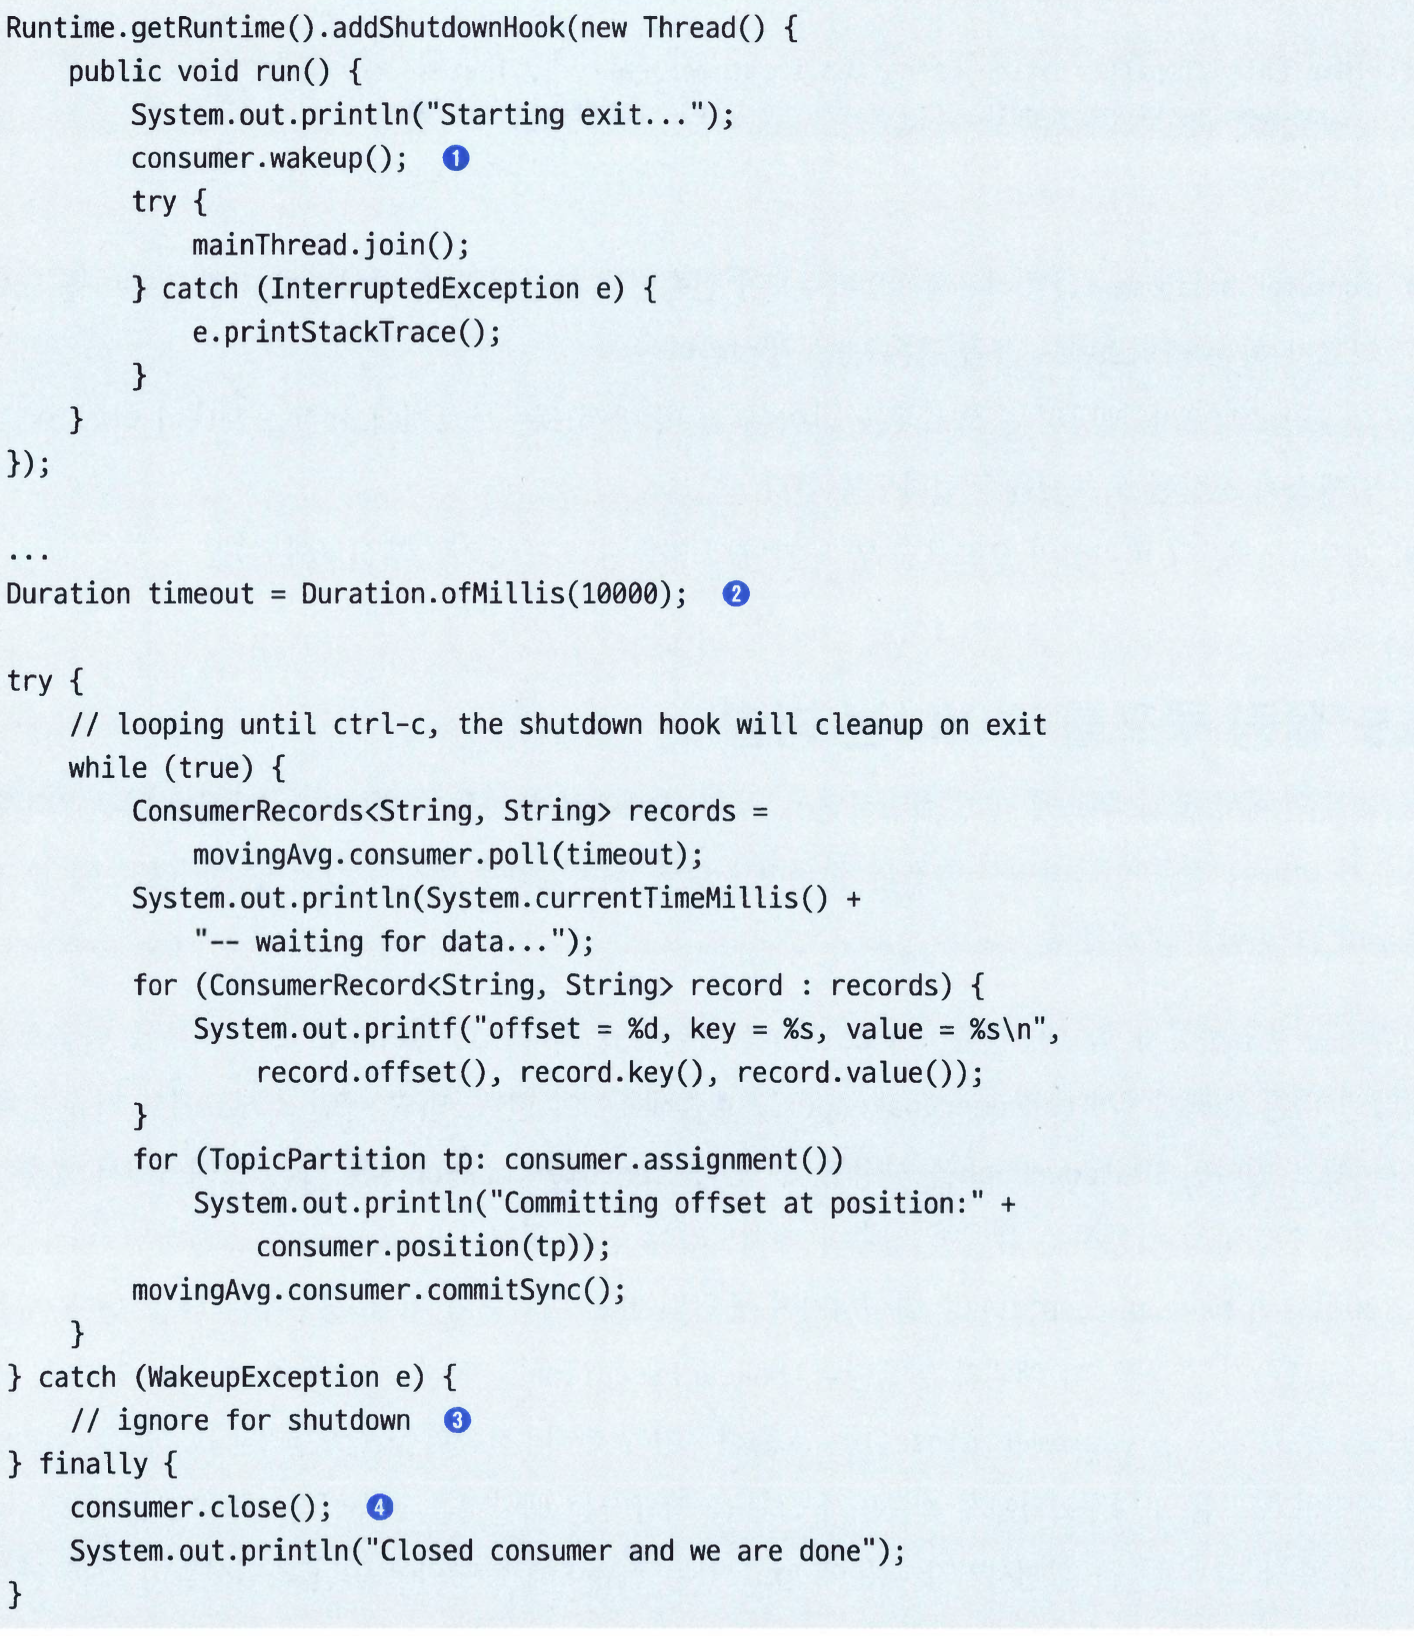 Runtime.getRuntime().addShutdownHook(new Thread() {
    public void run() {
        System.out.println("Starting exit...");
        consumer.wakeup(); ❶
        try {
            mainThread.join();
        } catch (InterruptedException e) {
            e.printStackTrace();
        }
    }
});

...
Duration timeout = Duration.ofMillis(10000); ❷

try {
    // looping until ctrl-c, the shutdown hook will cleanup on exit
    while (true) {
        ConsumerRecords<String, String> records =
            movingAvg.consumer.poll(timeout);
        System.out.println(System.currentTimeMillis() +
            "-- waiting for data...");
        for (ConsumerRecord<String, String> record : records) {
            System.out.printf("offset = %d, key = %s, value = %s\n",
                record.offset(), record.key(), record.value());
        }
        for (TopicPartition tp: consumer.assignment())
            System.out.println("Committing offset at position:" +
                consumer.position(tp));
        movingAvg.consumer.commitSync();
    }
} catch (WakeupException e) {
    // ignore for shutdown ❸
} finally {
    consumer.close(); ❹
    System.out.println("Closed consumer and we are done");
}